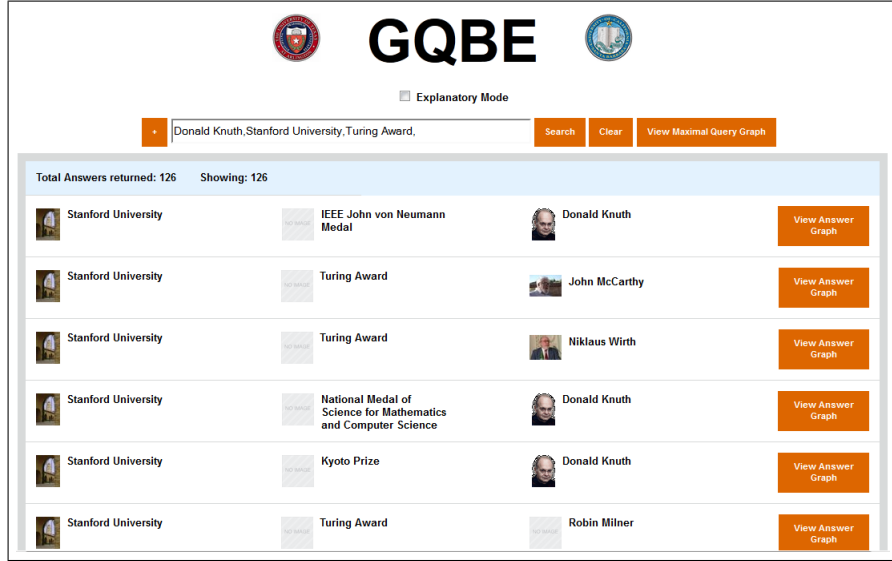 GQBE
Explanatory Mode
+ Donald Knuth,Stanford University,Turing Award, Search Clear View Maximal Query Graph
Total Answers returned: 126 Showing: 126
Stanford University
IEEE John von Neumann
Medal
Donald Knuth
View Answer
Graph
Stanford University
Turing Award
John McCarthy
View Answer
Graph
Stanford University
Turing Award
Niklaus Wirth
View Answer
Graph
Stanford University
National Medal of
Science for Mathematics
and Computer Science
Donald Knuth
View Answer
Graph
Stanford University
Kyoto Prize
Donald Knuth
View Answer
Graph
Stanford University
Turing Award
Robin Milner
View Answer
Graph